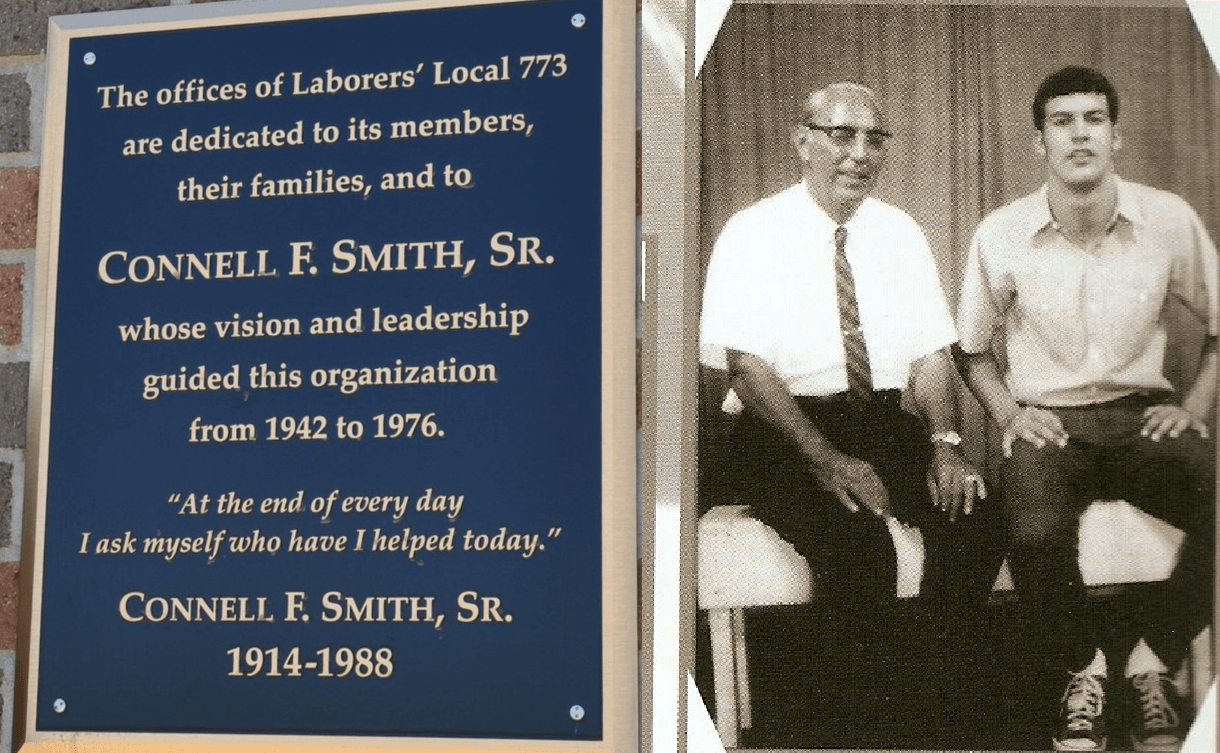 The offices of Laborers' Local 773
are dedicated to its members,
their families, and to
CONNELL F. SMITH, SR.
whose vision and leadership
guided this organization
from 1942 to 1976.
“At the end of every day
I ask myself who have I helped today.”
CONNELL F. SMITH, SR.
1914-1988